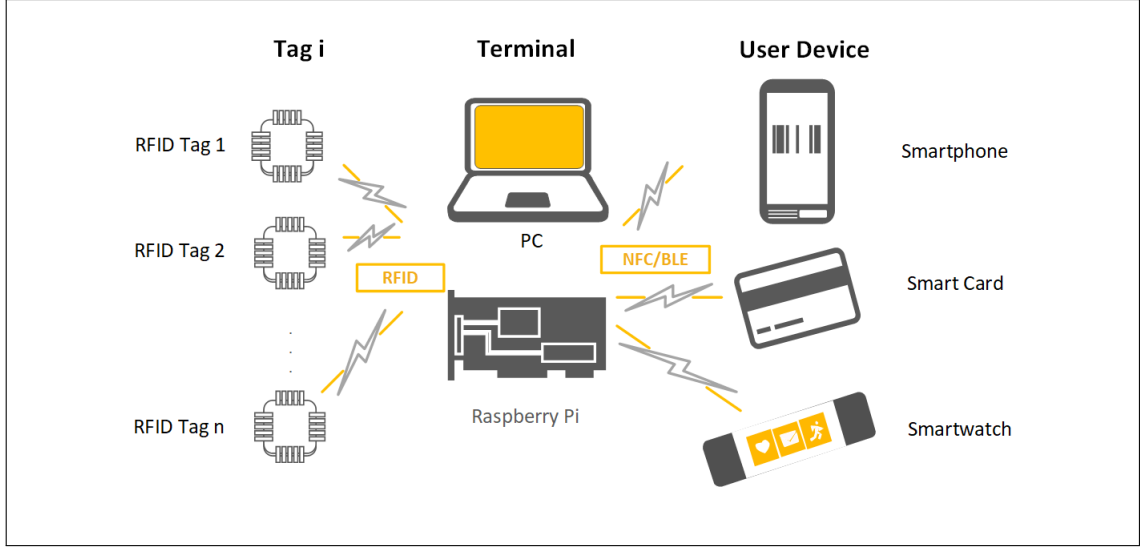 Tag i
Terminal
User Device
RFID Tag 1
Smartphone
PC
RFID Tag 2
NFC/BLE
RFID
Smart Card
Raspberry Pi
RFID Tag n
Smartwatch